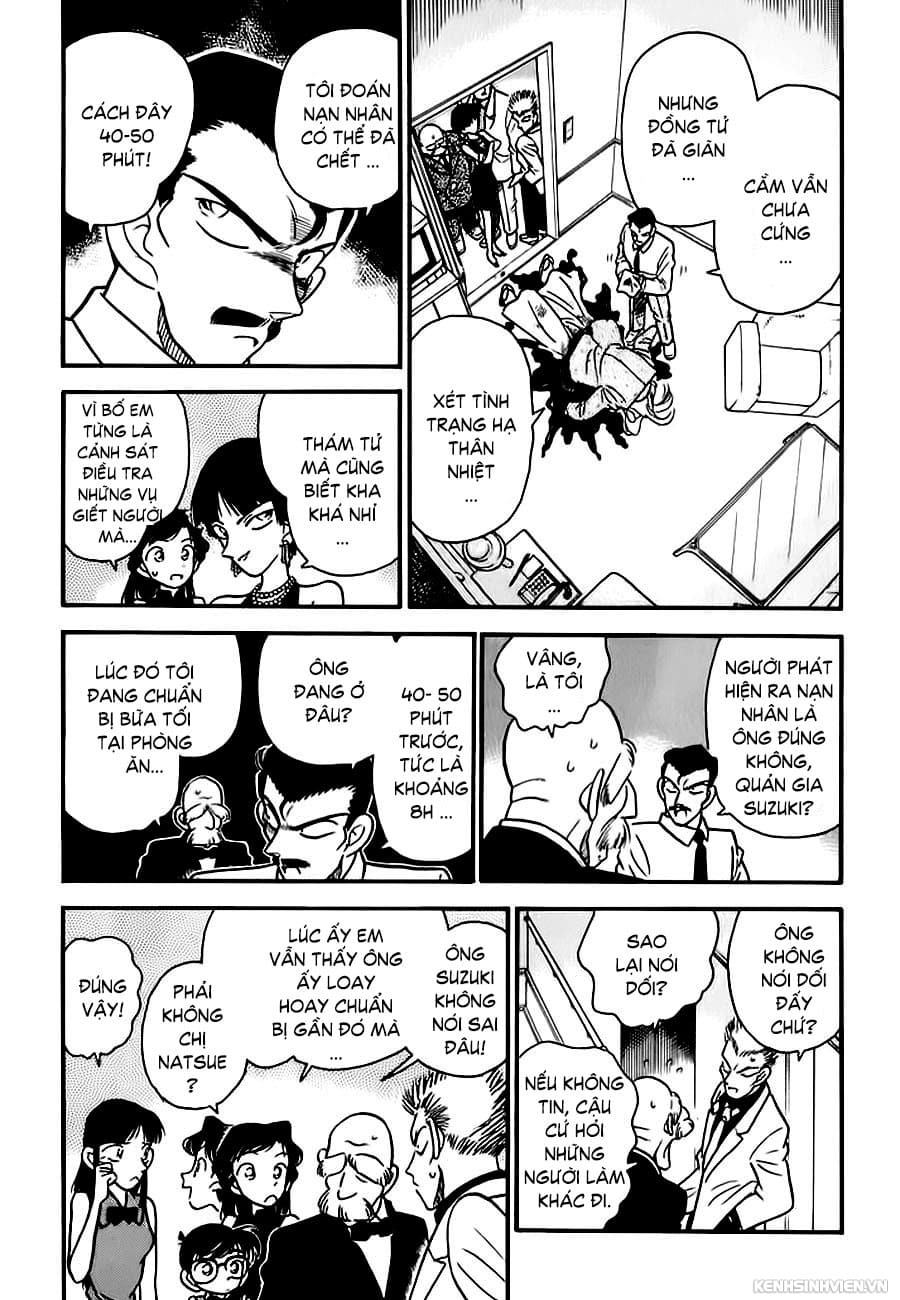 NHƯNG
ĐỒNG TỬ
ĐÃ GIÃN
...
CẰM VẪN
CHƯA
CỨNG
...
XÉT TÌNH
TRẠNG HẠ
THÂN
NHIỆT
...
TÔI ĐOÁN
NẠN NHÂN
CÓ THỂ ĐÃ
CHẾT ...
CÁCH ĐÂY
40-50
PHÚT!
THÁM TỬ
MÀ CŨNG
BIẾT KHA
KHÁ NHỈ
...
VÌ BỐ EM
TỪNG LÀ
CẢNH SÁT
ĐIỀU TRA
NHỮNG VỤ
GIẾT NGƯỜI
MÀ...
NGƯỜI PHÁT
HIỆN RA NẠN
NHÂN LÀ
ÔNG ĐÚNG
KHÔNG,
QUẢN GIA
SUZUKI?
VÂNG,
LÀ TÔI
...
40- 50
PHÚT
TRƯỚC,
TỨC LÀ
KHOẢNG
8H ...
ÔNG
ĐANG Ở
ĐÂU?
LÚC ĐÓ TÔI
ĐANG CHUẨN
BỊ BỮA TỐI
TẠI PHÒNG
ĂN...
ÔNG
KHÔNG
NÓI DỐI
ĐẤY
CHỨ?
SAO
LẠI NÓI
DỐI?
NẾU KHÔNG
TIN, CẬU
CỨ HỎI
NHỮNG
NGƯỜI LÀM
KHÁC ĐI.
ÔNG
SUZUKI
KHÔNG
NÓI SAI
ĐÂU!
LÚC ẤY EM
VẪN THẤY ÔNG
ẤY LOAY
HOAY CHUẨN
BỊ GẦN ĐÓ MÀ
...
PHẢI
KHÔNG
CHỊ
NATSUE
?
ĐÚNG
VẬY!
KENHSINHVIEN.VN